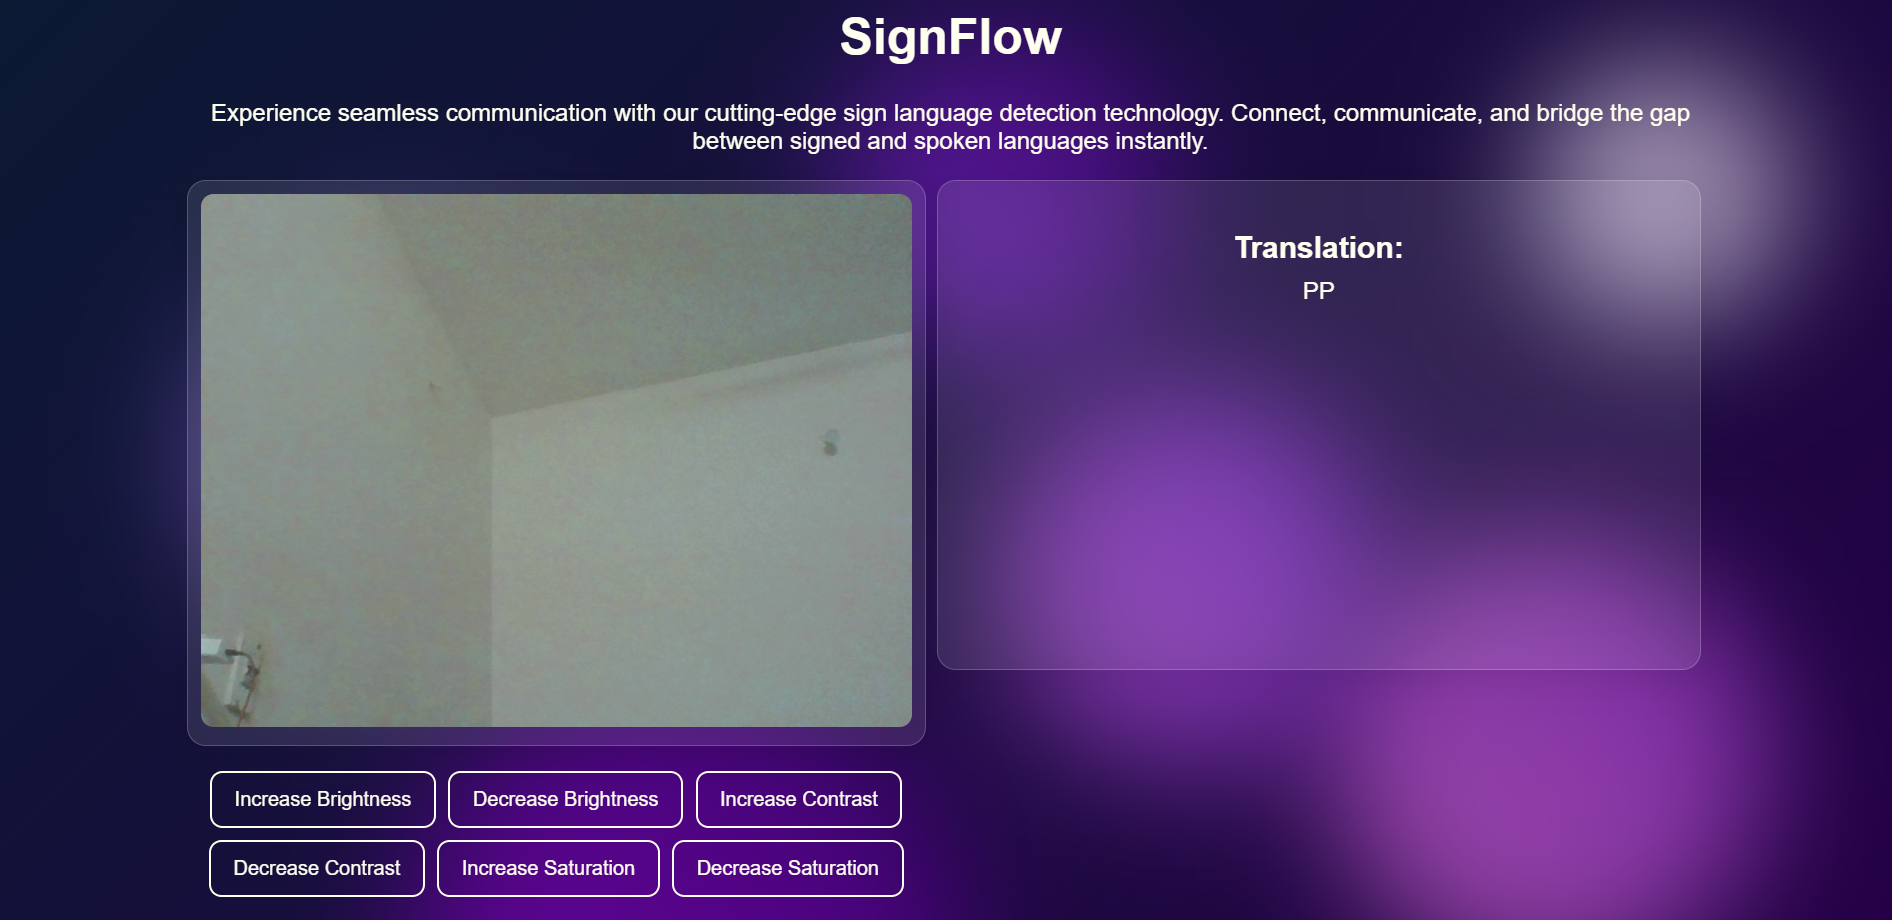 SignFlow
Experience seamless communication with our cutting-edge sign language detection technology. Connect, communicate, and bridge the gap
between signed and spoken languages instantly.
Translation:
PP
Increase Brightness
Decrease Brightness
Increase Contrast
Decrease Contrast
Increase Saturation
Decrease Saturation